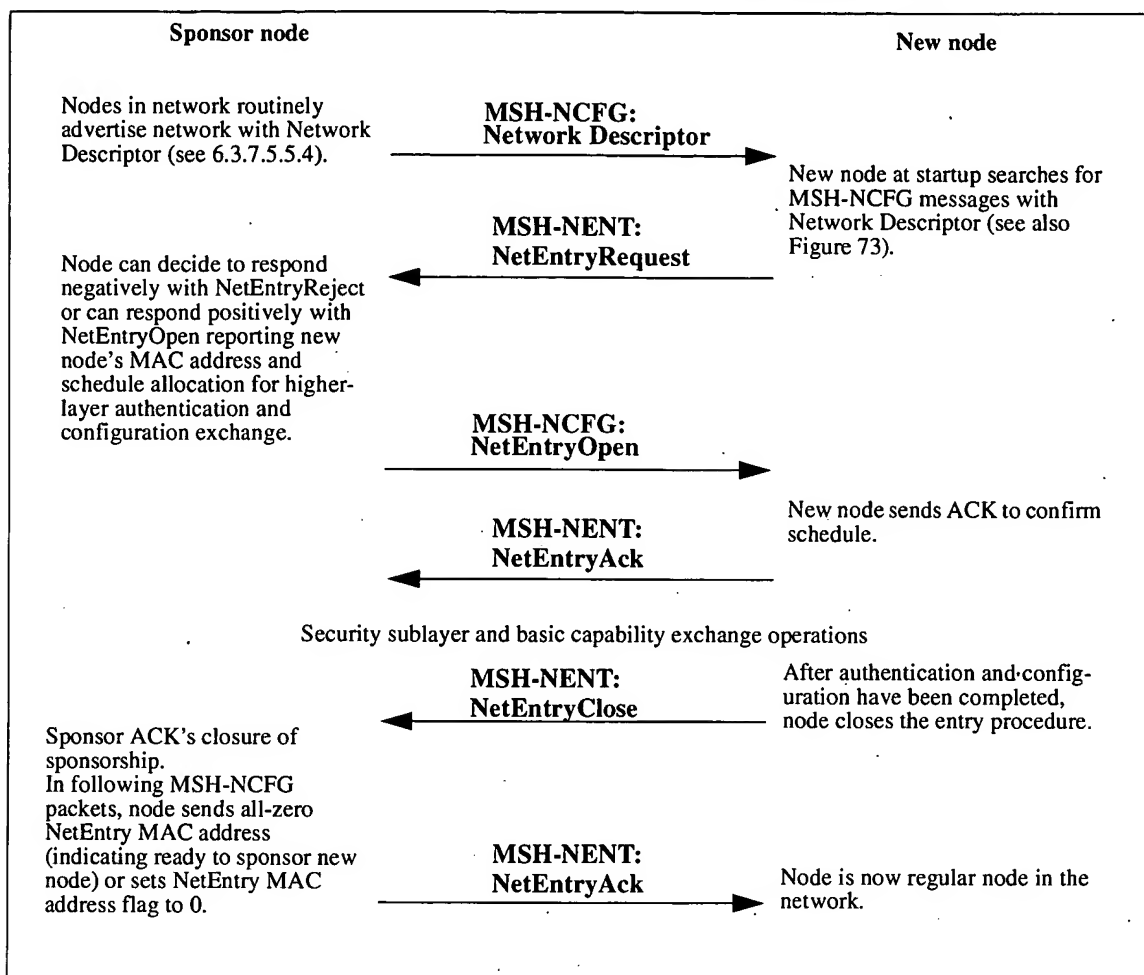 Sponsor node
New node
Nodes in network routinely
advertise network with Network
Descriptor (see 6.3.7.5.5.4).
MSH-NCFG:
Network Descriptor
New node at startup searches for
MSH-NCFG messages with
Network Descriptor (see also
Figure 73).
MSH-NENT:
NetEntryRequest
Node can decide to respond
negatively with NetEntryReject
or can respond positively with
NetEntryOpen reporting new
node's MAC address and
schedule allocation for higher-
layer authentication and
configuration exchange.
MSH-NCFG:
NetEntryOpen
New node sends ACK to confirm
schedule.
MSH-NENT:
NetEntryAck
Security sublayer and basic capability exchange operations
MSH-NENT:
NetEntryClose
After authentication and config-
uration have been completed,
node closes the entry procedure.
Sponsor ACK's closure of
sponsorship.
In following MSH-NCFG
packets, node sends all-zero
NetEntry MAC address
(indicating ready to sponsor new
node) or sets NetEntry MAC
address flag to 0.
MSH-NENT:
NetEntryAck
Node is now regular node in the
network.